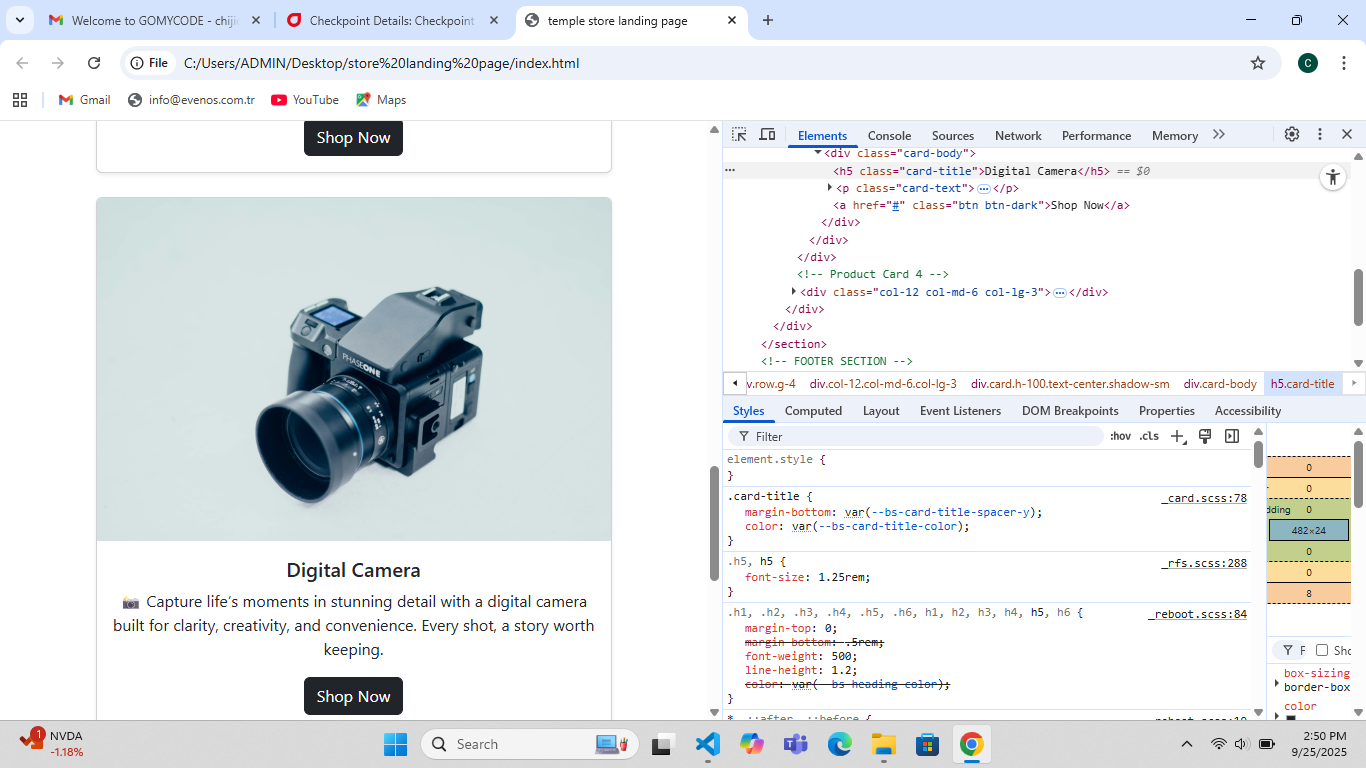 Welcome to GOMYCODE - chiji
Checkpoint Details: Checkpoint
temple store landing page
File
C:/Users/ADMIN/Desktop/store%20landing%20page/index.html
C
Gmail
info@evenos.com.tr
YouTube
Maps
Shop Now
PHASEONE
Digital Camera
📷 Capture life's moments in stunning detail with a digital camera
built for clarity, creativity, and convenience. Every shot, a story worth
keeping.
Shop Now
Elements
Console
Sources
Network
Performance
Memory
<div class="card-body">
<h5 class="card-title">Digital Camera</h5> == $0
<p class="card-text">⋯</p>
<a href="#" class="btn btn-dark">Shop Now</a>
</div>
</div>
</div>
<!-- Product Card 4 -->
<div class="col-12 col-md-6 col-lg-3">⋯</div>
</div>
</div>
</section>
<!-- FOOTER SECTION -->
v.row.g-4
div.col-12.col-md-6.col-lg-3
div.card.h-100.text-center.shadow-sm
div.card-body
h5.card-title
Styles
Computed
Layout
Event Listeners
DOM Breakpoints
Properties
Accessibility
Filter
:hov
.cls
element.style {
}
.card-title {
_card.scss:78
margin-bottom: var(--bs-card-title-spacer-y);
color: var(--bs-card-title-color);
}
.h5, h5 {
_rfs.scss:288
font-size: 1.25rem;
}
.h1, .h2, .h3, .h4, .h5, .h6, h1, h2, h3, h4, h5, h6 {
_reboot.scss:84
margin-top: 0;
margin-bottom: .5rem;
font-weight: 500;
line-height: 1.2;
color: var(--bs-heading-color);
}
*, ::after, ::before {
_reboot.scss:19
0
0
dding
0
482×24
0
0
8
F
Sho
box-sizing
border-box
color
1
NVDA
-1.18%
Search
2:50 PM
9/25/2025